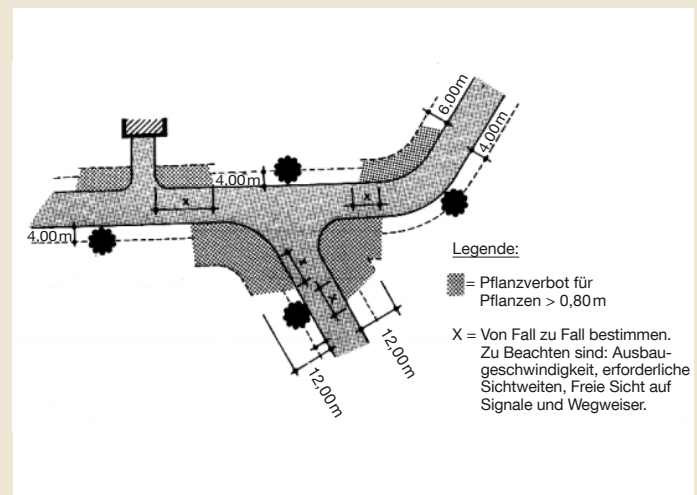 6,00m
4,00m
4.00m
x
x
4.00m
x
x
12,00m
12,00m
Legende:
= Pflanzverbot für
Pflanzen > 0,80m
X = Von Fall zu Fall bestimmen.
Zu Beachten sind: Ausbau-
geschwindigkeit, erforderliche
Sichtweiten, Freie Sicht auf
Signale und Wegweiser.